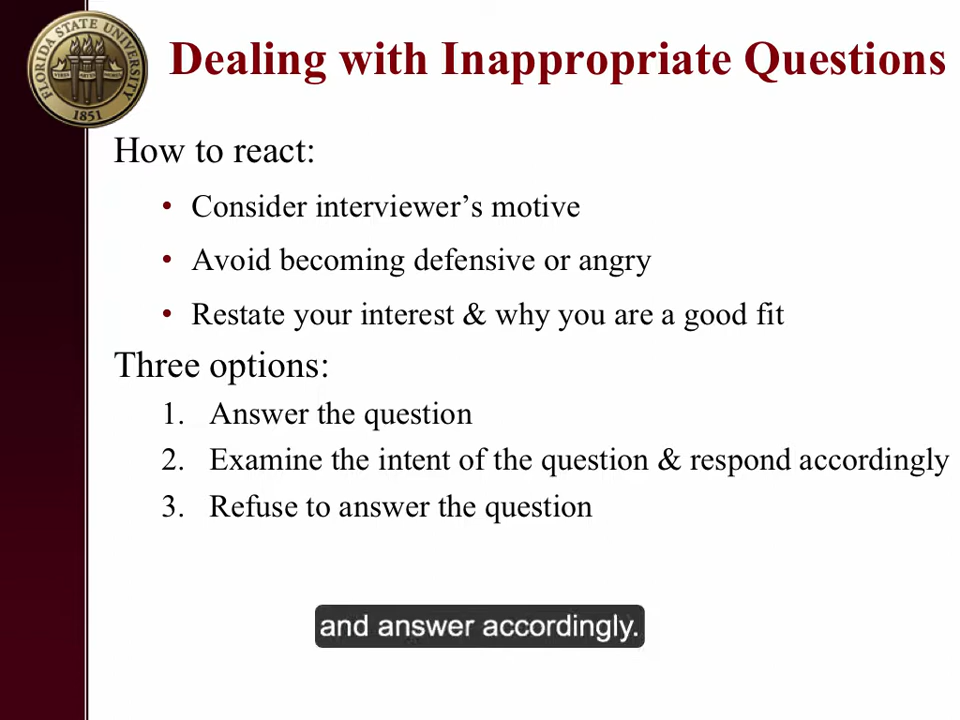 FLORIDA STATE UNIVERSITY
1851
Dealing with Inappropriate Questions
How to react:
• Consider interviewer’s motive
• Avoid becoming defensive or angry
• Restate your interest & why you are a good fit
Three options:
1. Answer the question
2. Examine the intent of the question & respond accordingly
3. Refuse to answer the question
and answer accordingly.